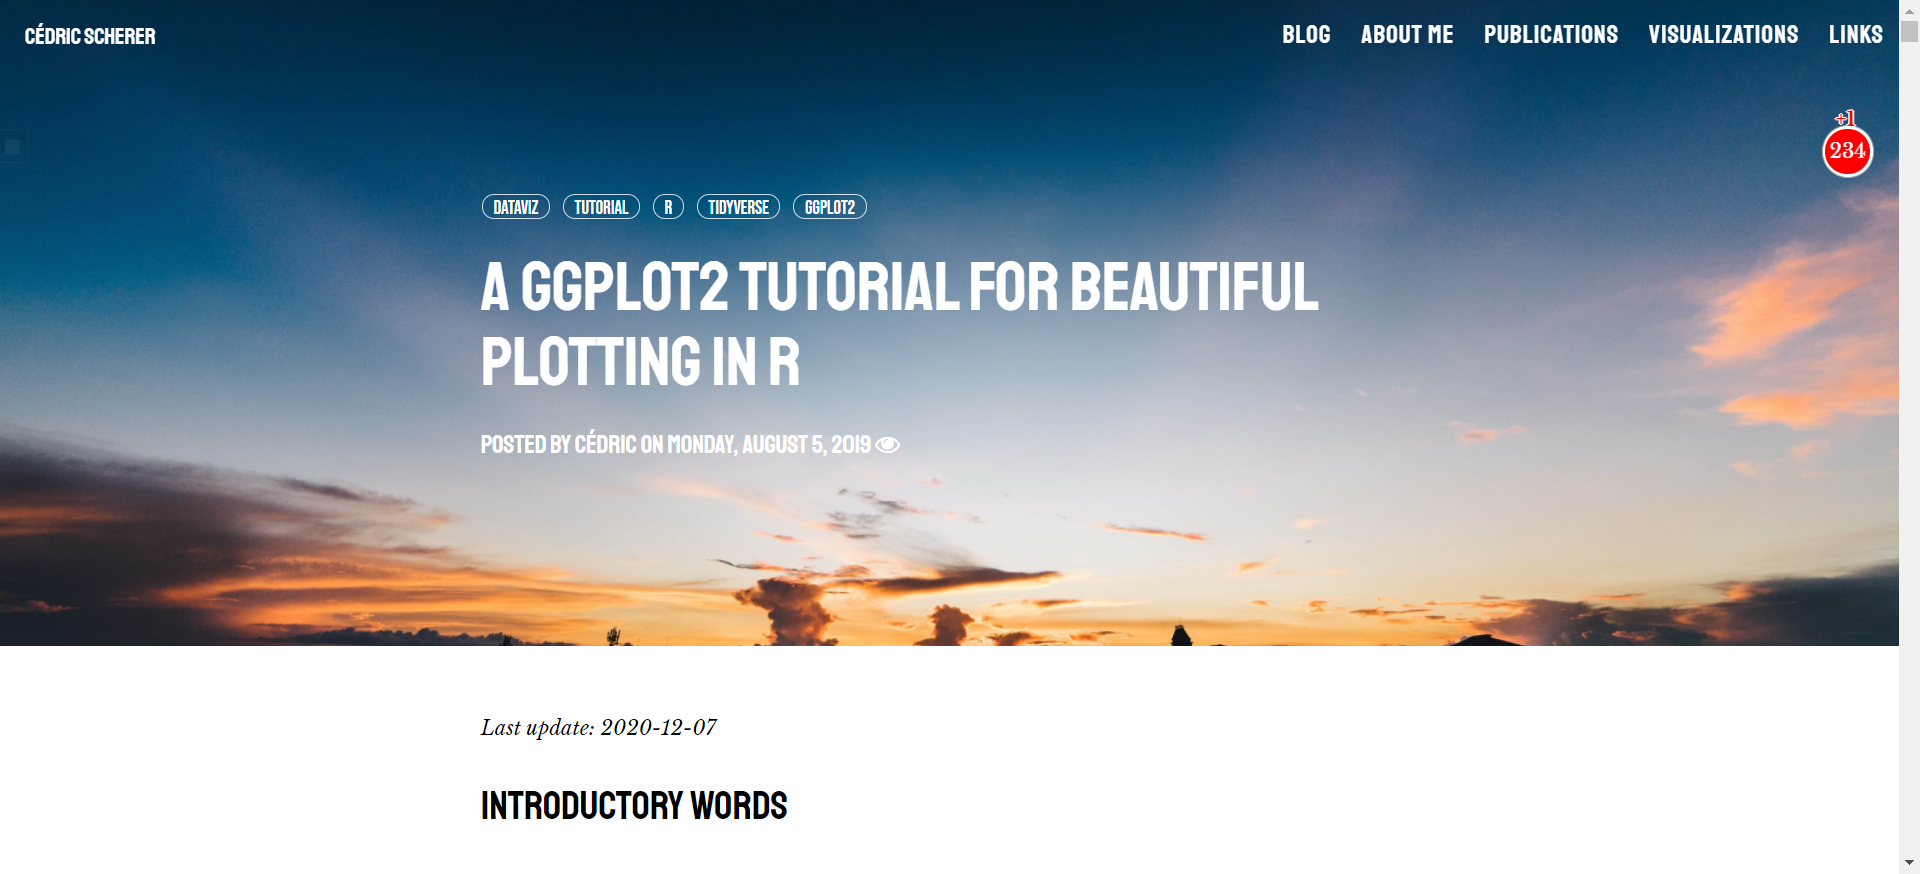 CÉDRIC SCHERER
BLOG ABOUT ME PUBLICATIONS VISUALIZATIONS LINKS
+1
234
DATAVIZ TUTORIAL R TIDYVERSE GGPLOT2
A GGPLOT2 TUTORIAL FOR BEAUTIFUL
PLOTTING IN R
POSTED BY CÉDRIC ON MONDAY, AUGUST 5, 2019
Last update: 2020-12-07
INTRODUCTORY WORDS